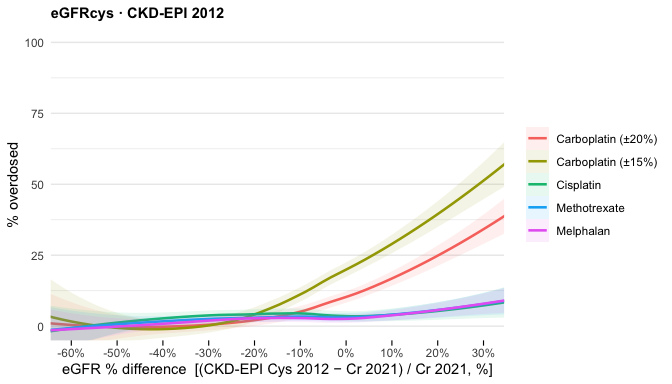 eGFRcys · CKD-EPI 2012
100
75
50
25
0
% overdosed
-60%
-50%
-40%
-30%
-20%
-10%
0%
10%
20%
30%
eGFR % difference [(CKD-EPI Cys 2012 − Cr 2021) / Cr 2021, %]
Carboplatin (±20%)
Carboplatin (±15%)
Cisplatin
Methotrexate
Melphalan